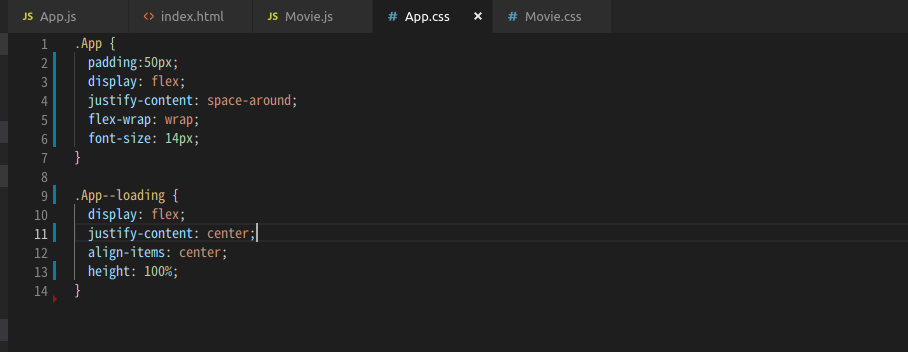 JS App.js <> index.html JS Movie.js # App.css × # Movie.css
1 .App {
2 padding:50px;
3 display: flex;
4 justify-content: space-around;
5 flex-wrap: wrap;
6 font-size: 14px;
7 }
8
9 .App--loading {
10 display: flex;
11 justify-content: center;
12 align-items: center;
13 height: 100%;
14 }